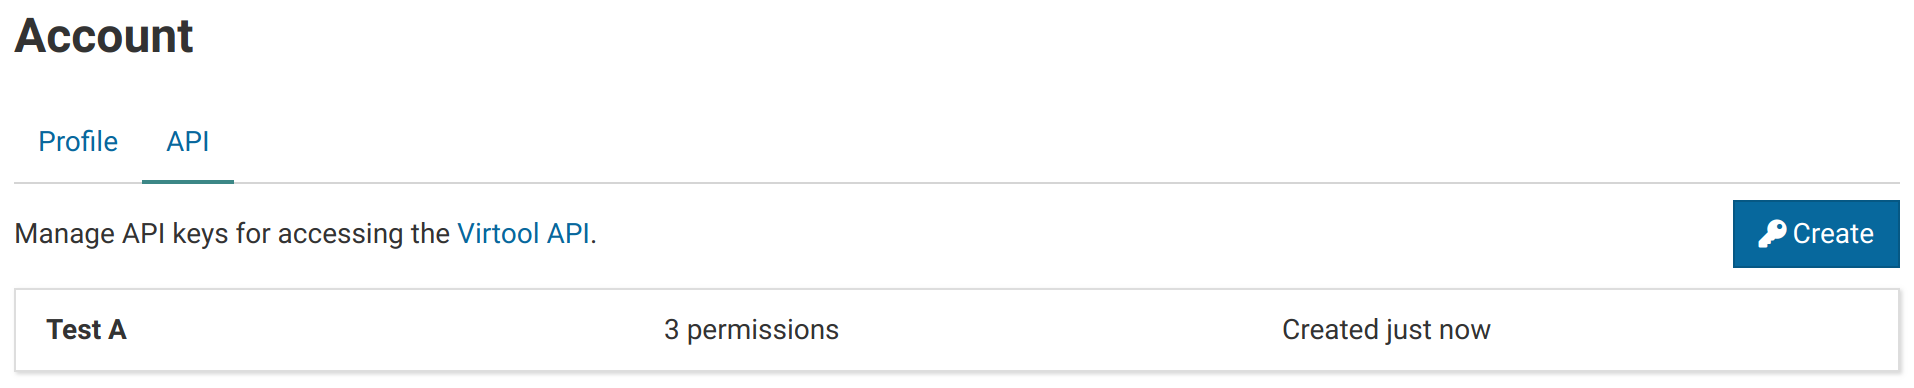 Account
Profile API
Manage API keys for accessing the Virtool API.
Create
Test A 3 permissions Created just now